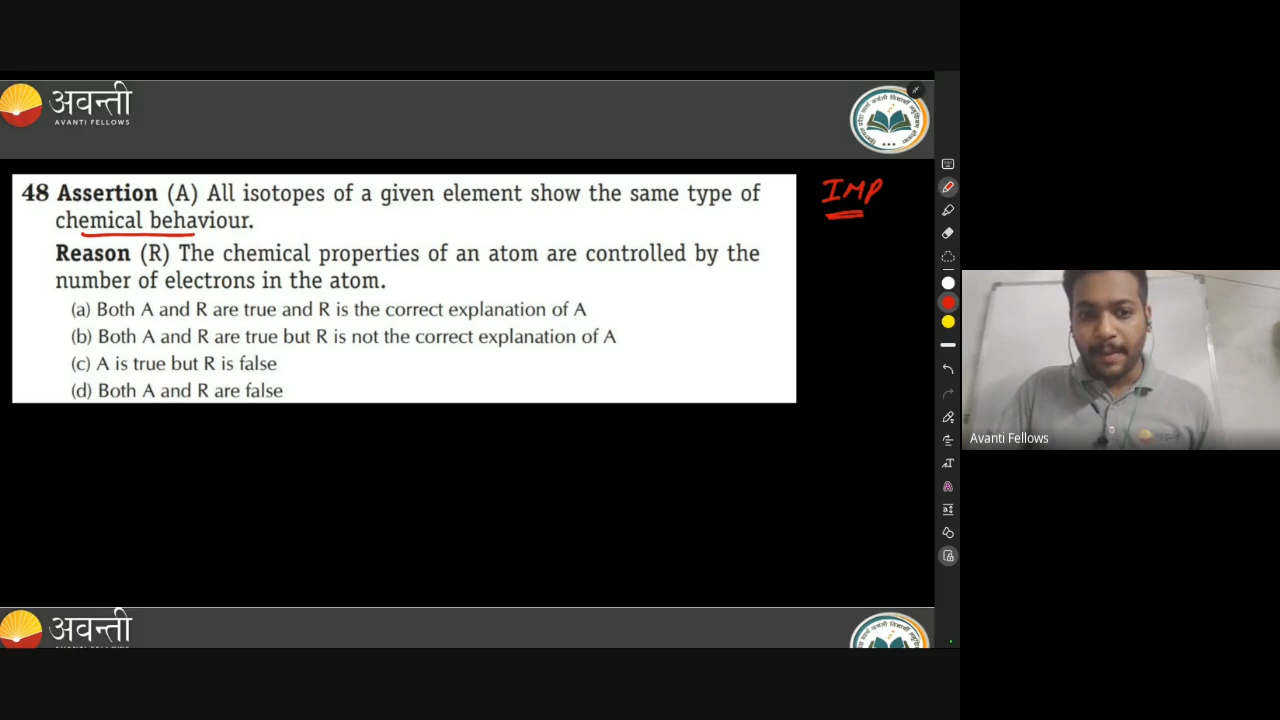 अवन्ती
AVANTI FELLOWS
48 Assertion (A) All isotopes of a given element show the same type of
chemical behaviour.
Reason (R) The chemical properties of an atom are controlled by the
number of electrons in the atom.
(a) Both A and R are true and R is the correct explanation of A
(b) Both A and R are true but R is not the correct explanation of A
(c) A is true but R is false
(d) Both A and R are false
IMP
Avanti Fellows
अवन्ती